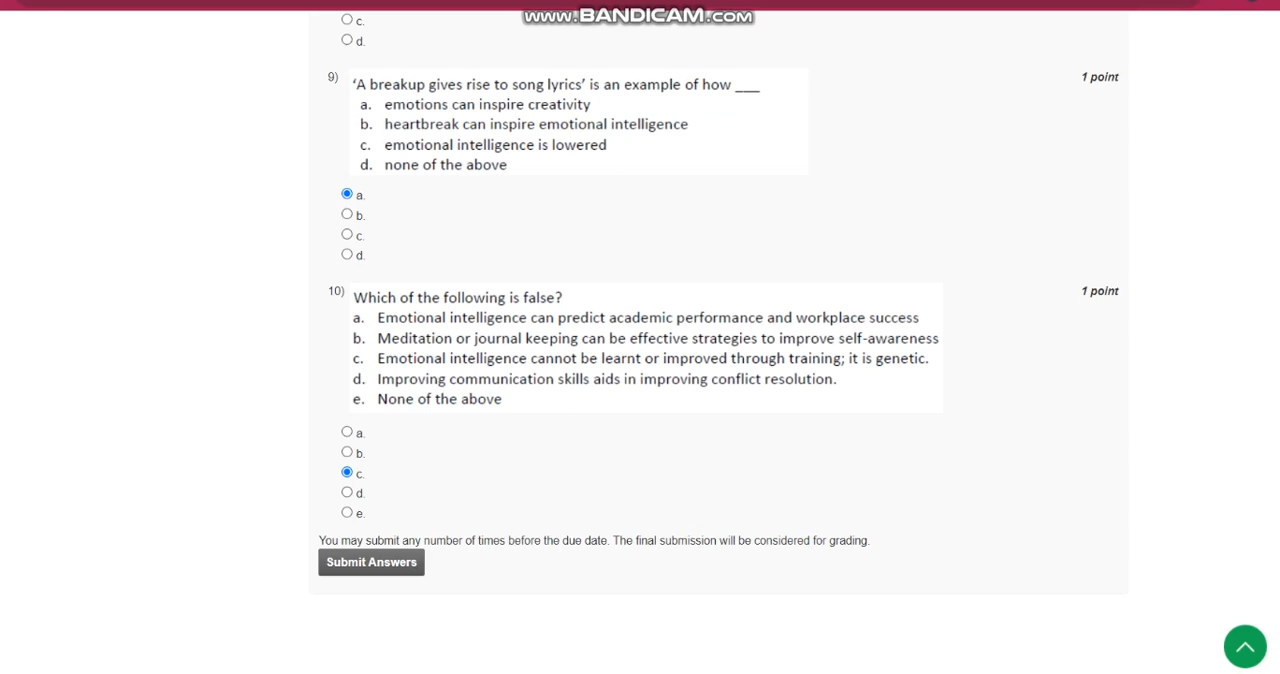 www.BANDICAM.COM
c.
d.
9) 'A breakup gives rise to song lyrics' is an example of how ___ 1 point
a. emotions can inspire creativity
b. heartbreak can inspire emotional intelligence
c. emotional intelligence is lowered
d. none of the above
a.
b.
c.
d.
10) Which of the following is false? 1 point
a. Emotional intelligence can predict academic performance and workplace success
b. Meditation or journal keeping can be effective strategies to improve self-awareness
c. Emotional intelligence cannot be learnt or improved through training; it is genetic.
d. Improving communication skills aids in improving conflict resolution.
e. None of the above
a.
b.
c.
d.
e.
You may submit any number of times before the due date. The final submission will be considered for grading.
Submit Answers